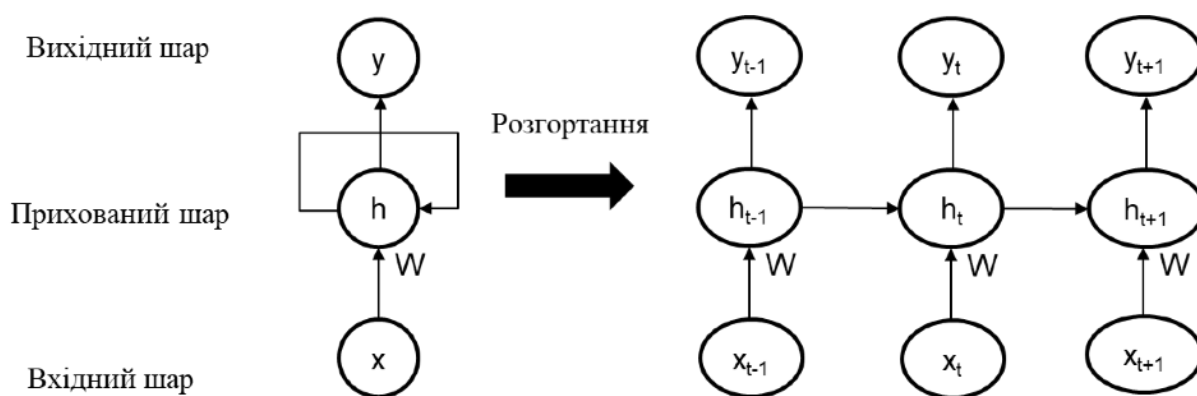 Вихідний шар
y
y_{t-1}
y_t
y_{t+1}
Розгортання
Прихований шар
h
h_{t-1}
h_t
h_{t+1}
W
W
W
W
Вхідний шар
x
x_{t-1}
x_t
x_{t+1}